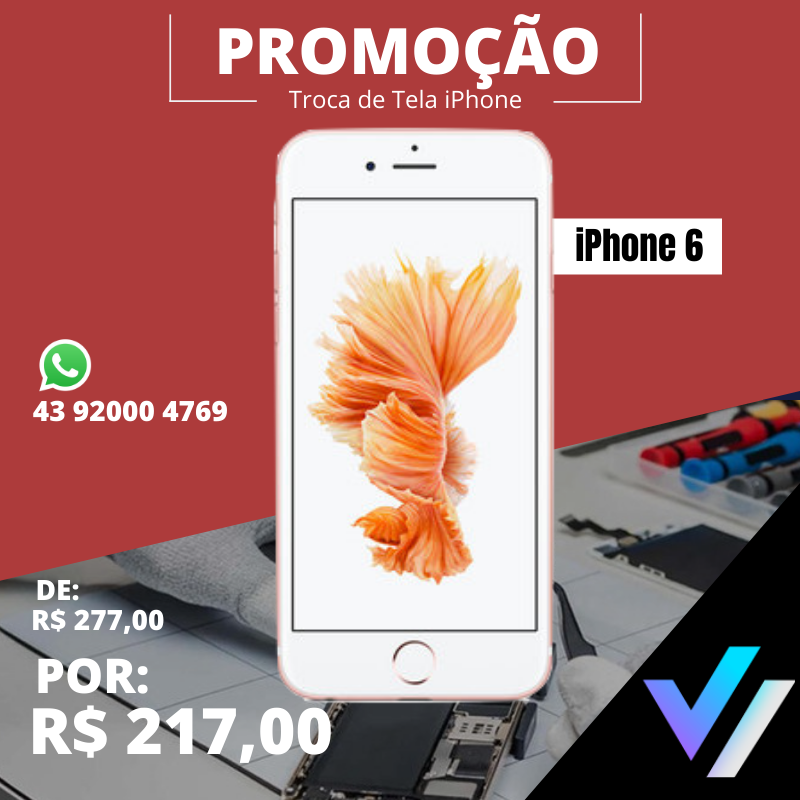 PROMOÇÃO
Troca de Tela iPhone
iPhone 6
43 92000 4769
DE:
R$ 277,00
POR:
R$ 217,00